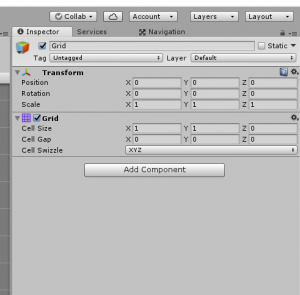 Collab Account Layers Layout
Inspector Services Navigation
Grid Static
Tag Untagged Layer Default
Transform
Position X 0 Y 0 Z 0
Rotation X 0 Y 0 Z 0
Scale X 1 Y 1 Z 1
Grid
Cell Size X 1 Y 1 Z 0
Cell Gap X 0 Y 0 Z 0
Cell Swizzle XYZ
Add Component